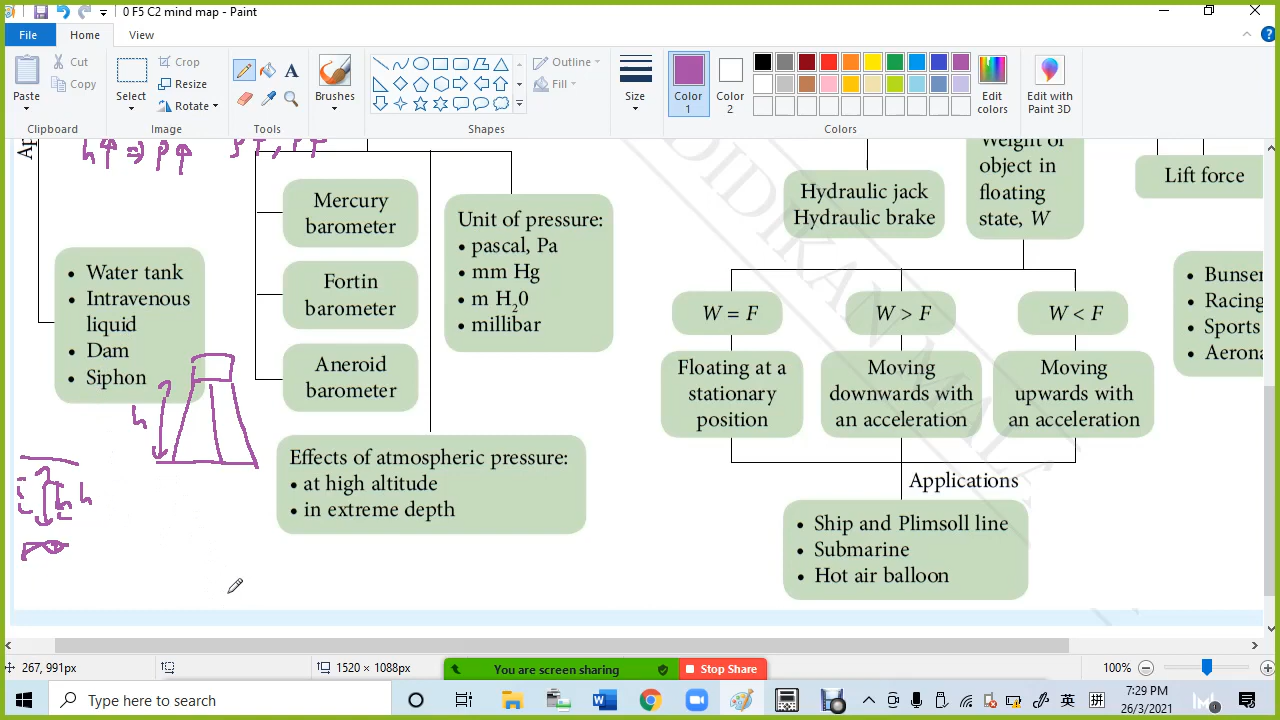 0 F5 C2 mind map - Paint
File
Home
View
Paste
Cut
Copy
Clipboard
Select
Crop
Resize
Rotate
Image
Tools
Brushes
Shapes
Outline
Fill
Size
Color 1
Color 2
Edit colors
Edit with Paint 3D
Colors
h↑ ⇒ P↑
Mercury
barometer
Fortin
barometer
Aneroid
barometer
Unit of pressure:
• pascal, Pa
• mm Hg
• m H₂0
• millibar
• Water tank
• Intravenous
liquid
• Dam
• Siphon
h
h
Effects of atmospheric pressure:
• at high altitude
• in extreme depth
Hydraulic jack
Hydraulic brake
Weight of
object in
floating
state, W
Lift force
W = F
W > F
W < F
Floating at a
stationary
position
Moving
downwards with
an acceleration
Moving
upwards with
an acceleration
• Bunsen
• Racing
• Sports
• Aerona
Applications
• Ship and Plimsoll line
• Submarine
• Hot air balloon
DIDIKAN MALA
267, 991px
1520 × 1088px
You are screen sharing
Stop Share
100%
Type here to search
英
拼
7:29 PM
26/3/2021